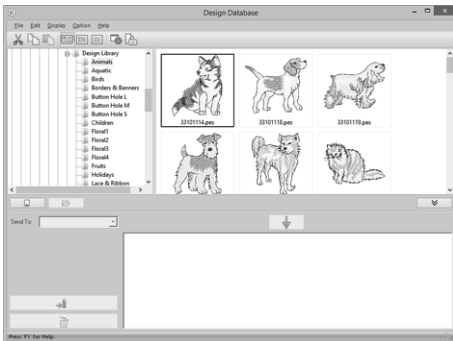 Design Database
File Edit Display Option Help
Design Library
Animals
Aquatic
Birds
Borders & Banners
Button Hole L
Button Hole M
Button Hole S
Children
Floral1
Floral2
Floral3
Floral4
Fruits
Holidays
Lace & Ribbon
33101114.pes 33101118.pes 33101119.pes
Send To:
Press 'F1' for Help.